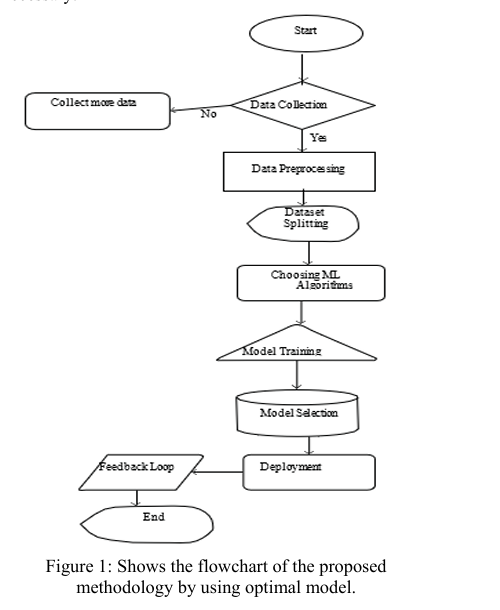 Start
Collect more data
Data Collection
No
Yes
Data Preprocessing
Dataset
Splitting
Choosing ML
Algorithms
Model Training
Model Selection
Feedback Loop
Deployment
End
Figure 1: Shows the flowchart of the proposed
methodology by using optimal model.